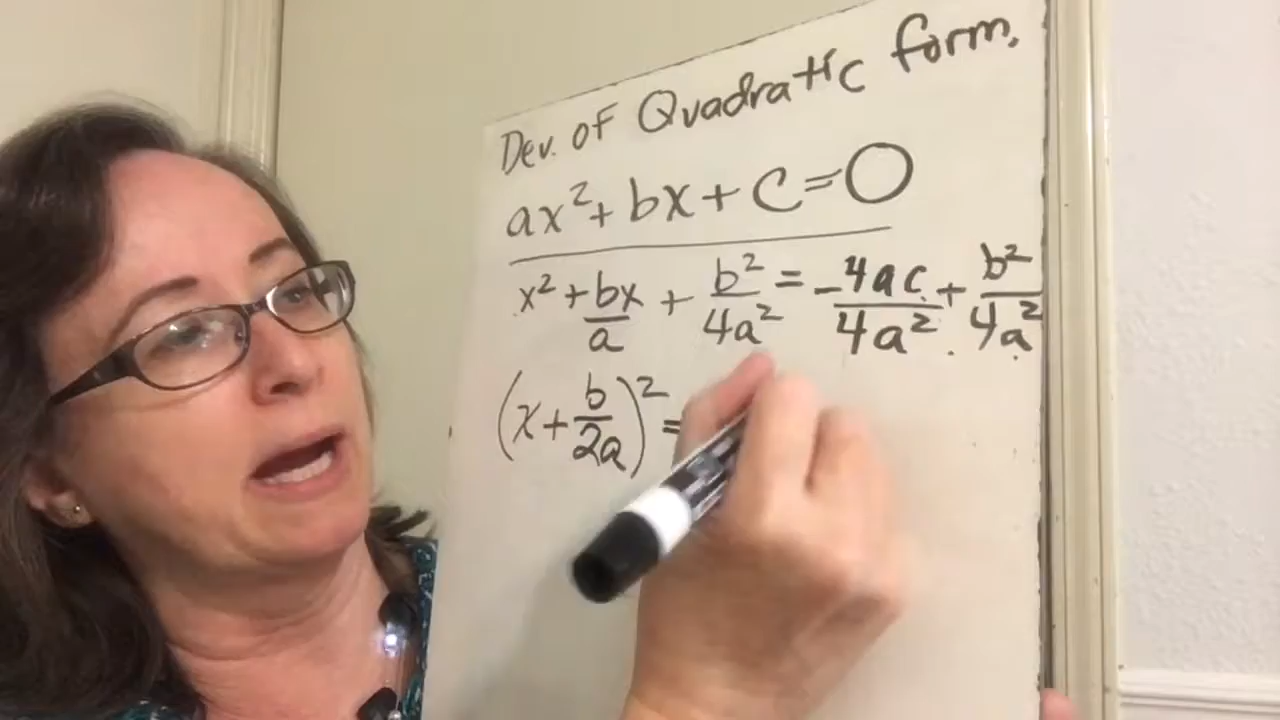 Dev. of Quadratic form.
ax² + bx + c = 0
x² + bx/a + b²/4a² = -4ac/4a² + b²/4a²
(x + b/2a)² =